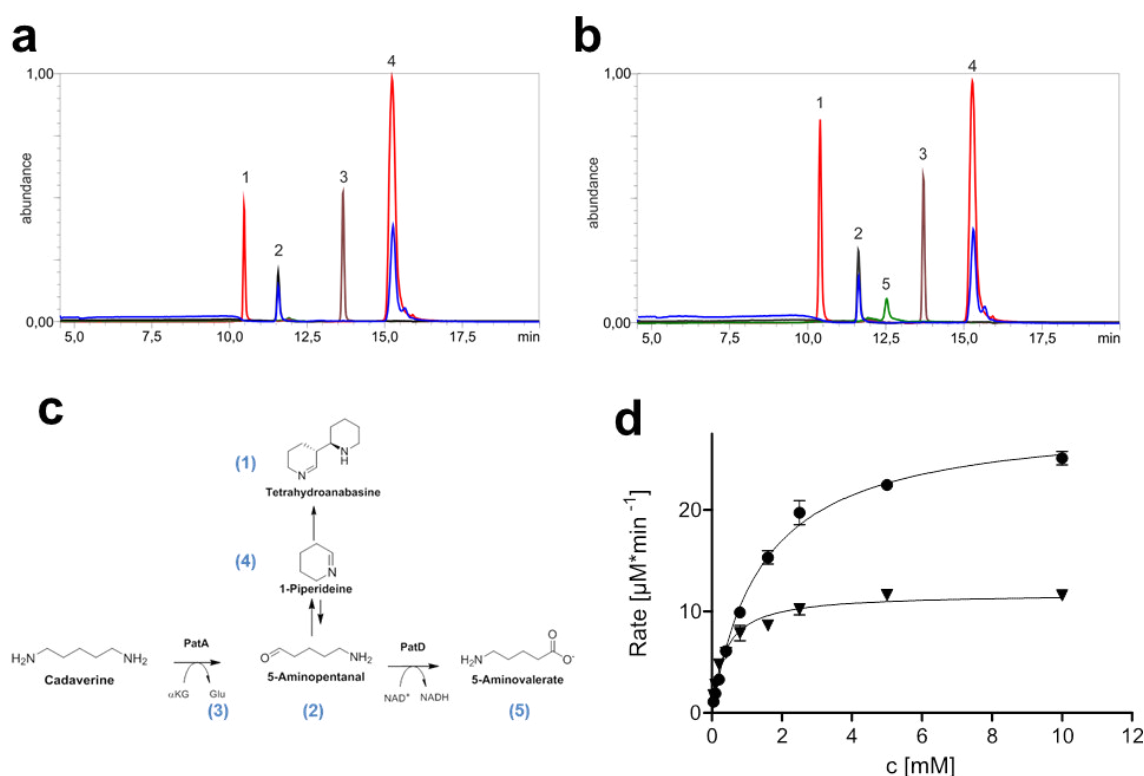 a
1,00
0,00
abundance
1
2
3
4
5,0
7,5
10,0
12,5
15,0
17,5
min
b
1,00
0,00
abundance
1
2
5
3
4
5,0
7,5
10,0
12,5
15,0
17,5
min
c
(1)
Tetrahydroanabasine
N
N
H
(4)
N
1-Piperideine
H₂N
NH₂
Cadaverine
PatA
αKG
Glu
(3)
O
NH₂
5-Aminopentanal
(2)
PatD
NAD⁺
NADH
H₂N
O
O⁻
5-Aminovalerate
(5)
d
Rate [µM*min⁻¹]
20
10
0
0
2
4
6
8
10
12
c [mM]